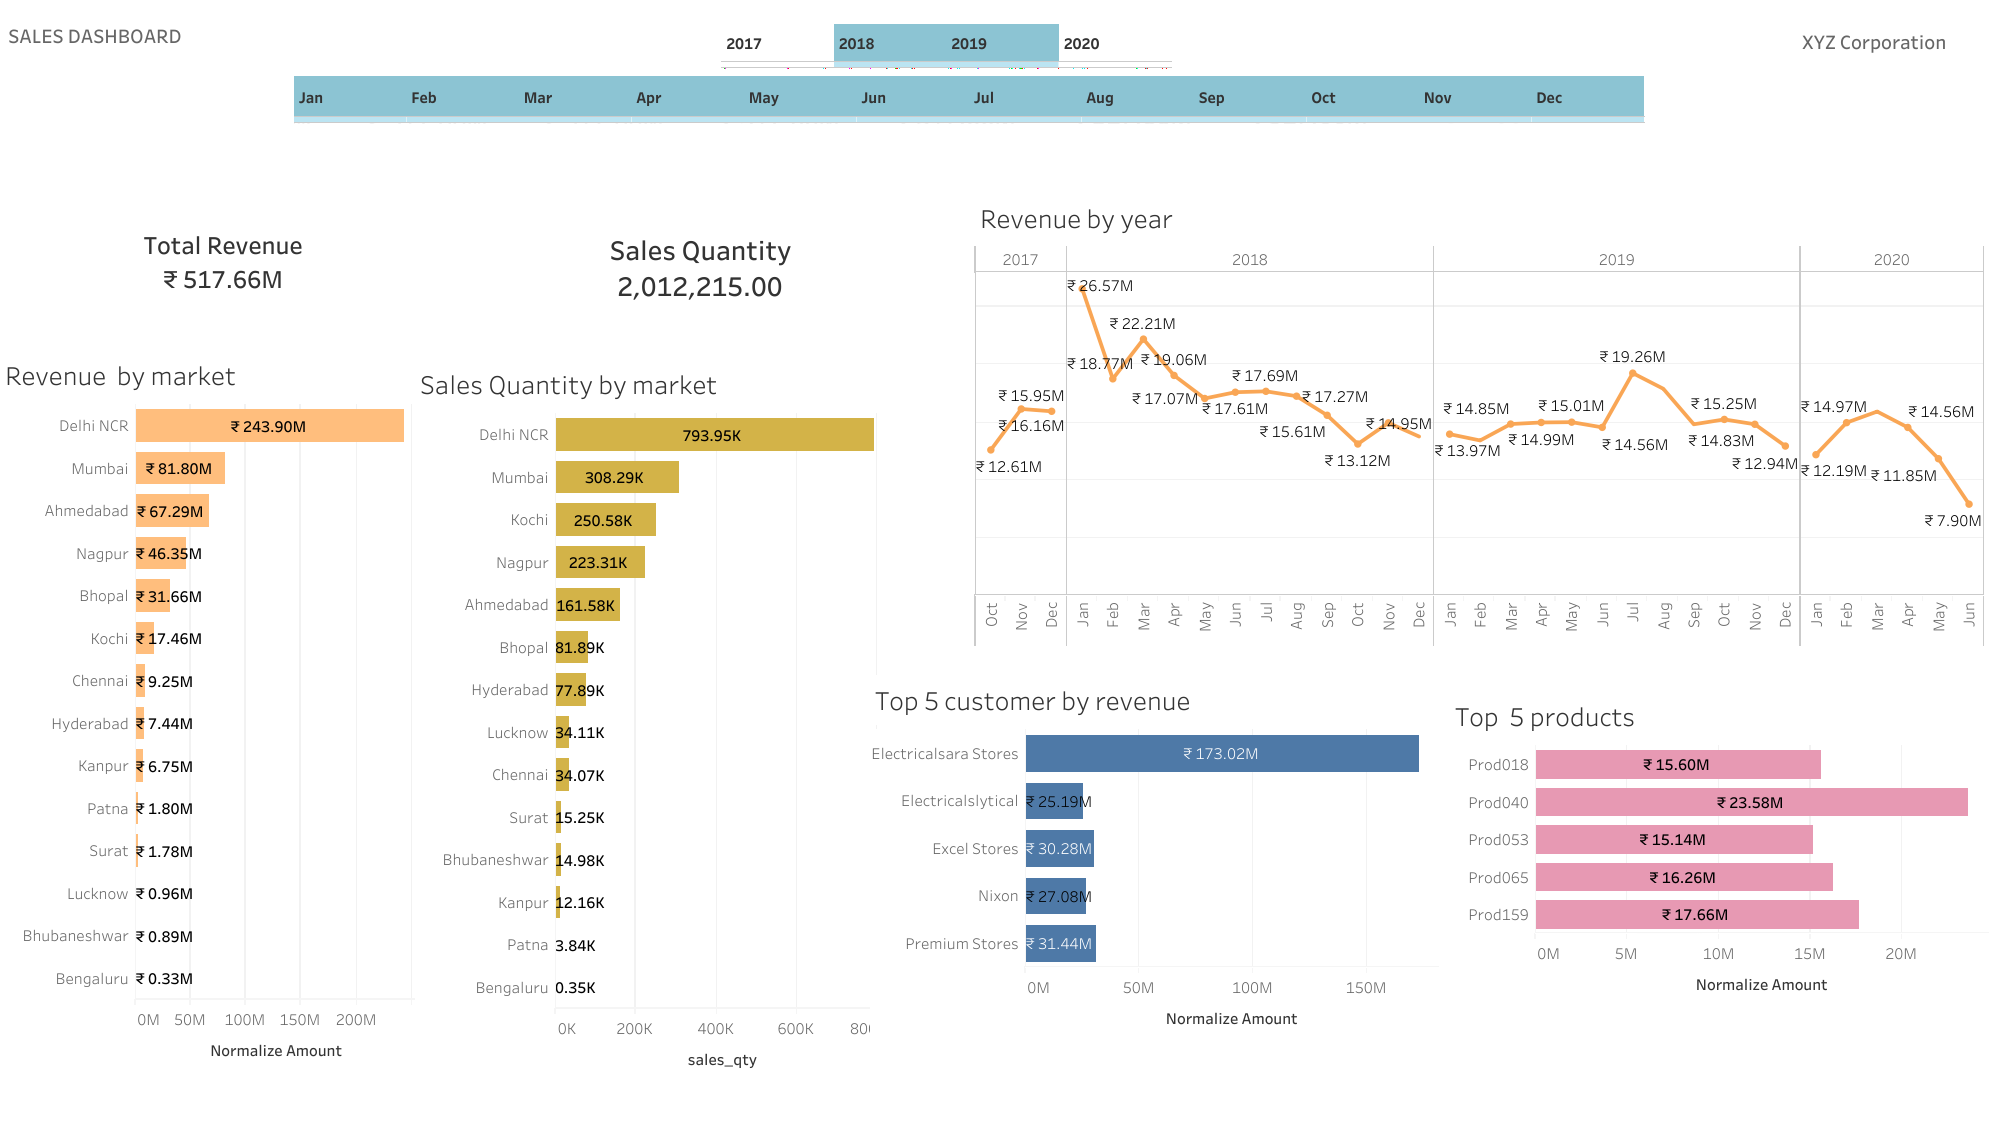 SALES DASHBOARD
XYZ Corporation
2017 2018 2019 2020
Jan Feb Mar Apr May Jun Jul Aug Sep Oct Nov Dec
Total Revenue
₹ 517.66M
Sales Quantity
2,012,215.00
Revenue by market
Delhi NCR ₹ 243.90M
Mumbai ₹ 81.80M
Ahmedabad ₹ 67.29M
Nagpur ₹ 46.35M
Bhopal ₹ 31.66M
Kochi ₹ 17.46M
Chennai ₹ 9.25M
Hyderabad ₹ 7.44M
Kanpur ₹ 6.75M
Patna ₹ 1.80M
Surat ₹ 1.78M
Lucknow ₹ 0.96M
Bhubaneshwar ₹ 0.89M
Bengaluru ₹ 0.33M
0M 50M 100M 150M 200M
Normalize Amount
Sales Quantity by market
Delhi NCR 793.95K
Mumbai 308.29K
Kochi 250.58K
Nagpur 223.31K
Ahmedabad 161.58K
Bhopal 81.89K
Hyderabad 77.89K
Lucknow 34.11K
Chennai 34.07K
Surat 15.25K
Bhubaneshwar 14.98K
Kanpur 12.16K
Patna 3.84K
Bengaluru 0.35K
0K 200K 400K 600K
sales_qty
Revenue by year
2017 2018 2019 2020
₹ 26.57M
₹ 22.21M
₹ 18.77M ₹ 19.06M ₹ 19.26M
₹ 17.69M
₹ 15.95M ₹ 17.07M ₹ 17.27M
₹ 17.61M ₹ 14.85M ₹ 15.01M ₹ 15.25M ₹ 14.97M ₹ 14.56M
₹ 16.16M ₹ 15.61M ₹ 14.95M
₹ 14.99M ₹ 14.56M ₹ 14.83M
₹ 12.61M ₹ 13.12M ₹ 13.97M ₹ 12.94M ₹ 12.19M ₹ 11.85M
₹ 7.90M
Oct Nov Dec Jan Feb Mar Apr May Jun Jul Aug Sep Oct Nov Dec Jan Feb Mar Apr May Jun Jul Aug Sep Oct Nov Dec Jan Feb Mar Apr May Jun
Top 5 customer by revenue
Electricalsara Stores ₹ 173.02M
Electricalslytical ₹ 25.19M
Excel Stores ₹ 30.28M
Nixon ₹ 27.08M
Premium Stores ₹ 31.44M
0M 50M 100M 150M
Normalize Amount
Top 5 products
Prod018 ₹ 15.60M
Prod040 ₹ 23.58M
Prod053 ₹ 15.14M
Prod065 ₹ 16.26M
Prod159 ₹ 17.66M
0M 5M 10M 15M 20M
Normalize Amount